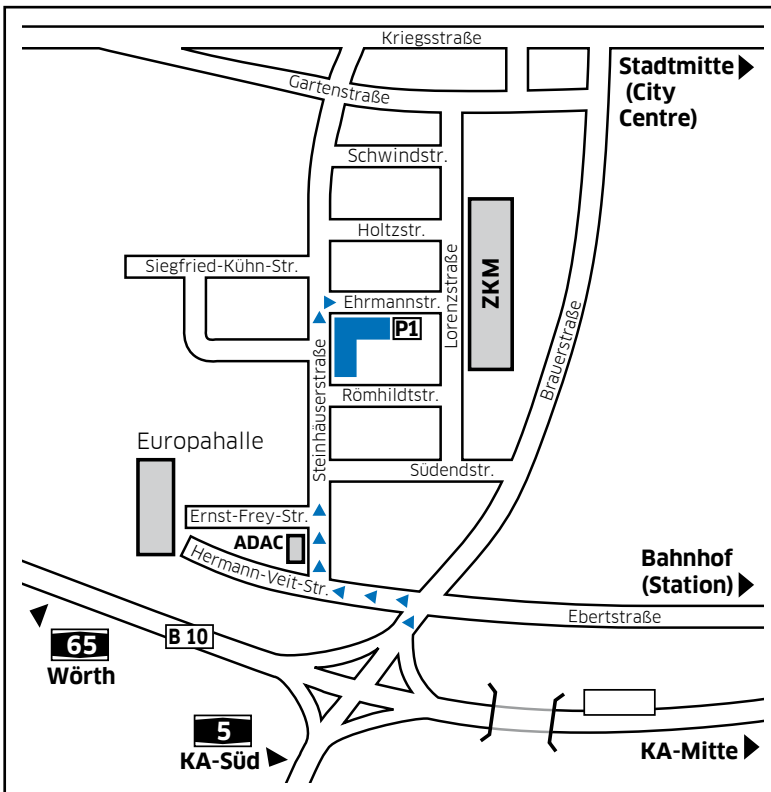 Kriegsstraße
Stadtmitte
(City
Centre)
Gartenstraße
Schwindstr.
Holtzstr.
Siegfried-Kühn-Str.
Ehrmannstr.
P1
ZKM
Lorenzstraße
Brauerstraße
Steinhäuserstraße
Römhildtstr.
Europahalle
Südendstr.
Ernst-Frey-Str.
ADAC
Hermann-Veit-Str.
Bahnhof
(Station)
Ebertstraße
B 10
65
Wörth
5
KA-Süd
KA-Mitte